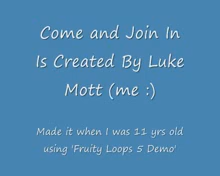 Come and Join In
Is Created By Luke
Mott (me :)
Made it when I was 11 yrs old
using 'Fruity Loops 5 Demo'